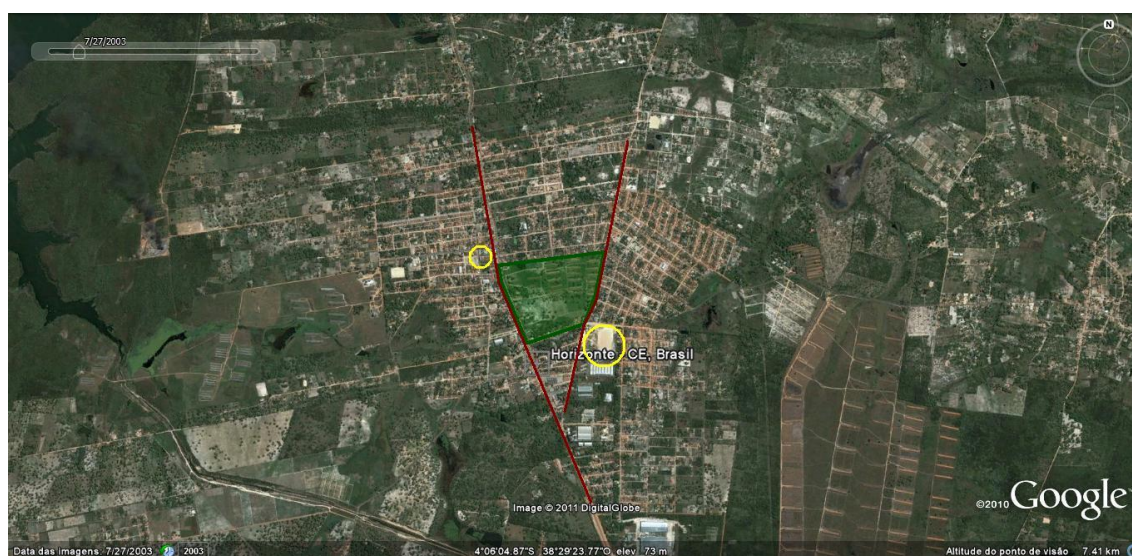 7/27/2003
N
Horizonte - CE, Brasil
Image © 2011 DigitalGlobe
©2010 Google
Data das imagens 7/27/2003 2003 4°06'04.87"S 38°29'23.77"O elev 73 m Altitude do ponto de visão 7.41 km